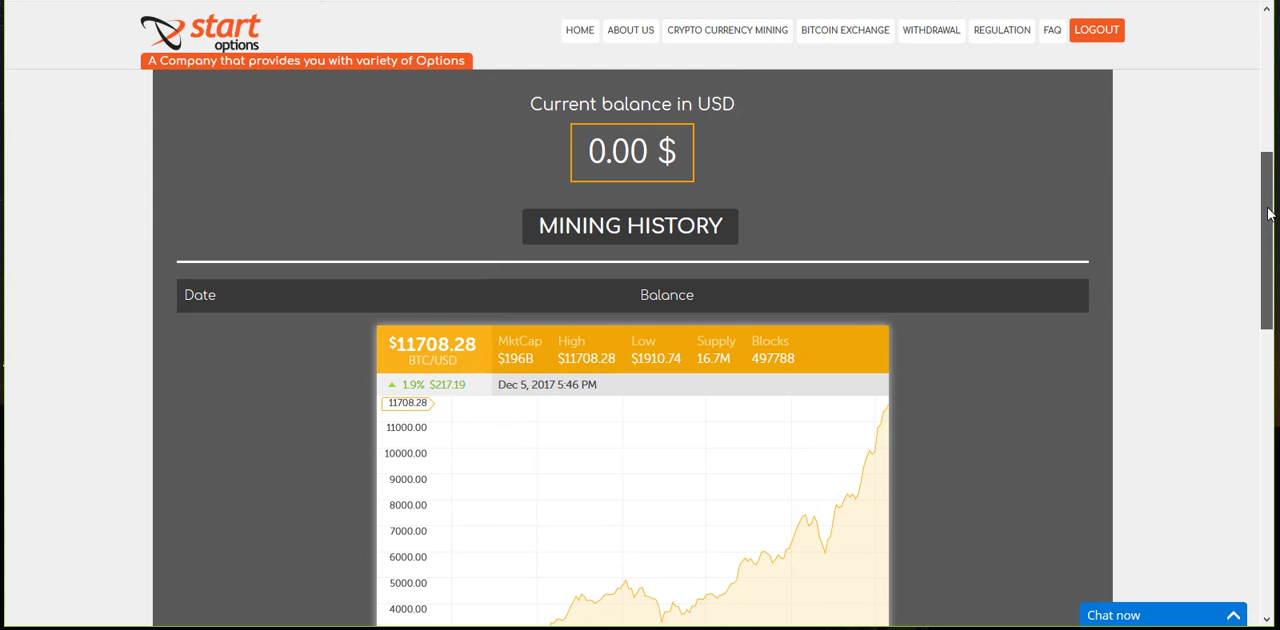 start
options
A Company that provides you with variety of Options
HOME ABOUT US CRYPTO CURRENCY MINING BITCOIN EXCHANGE WITHDRAWAL REGULATION FAQ LOGOUT
Current balance in USD
0.00 $
MINING HISTORY
Date Balance
$11708.28 MktCap High Low Supply Blocks
BTC/USD $196B $11708.28 $1910.74 16.7M 497788
1.9% $217.19 Dec 5, 2017 5:46 PM
11708.28
11000.00
10000.00
9000.00
8000.00
7000.00
6000.00
5000.00
4000.00
Chat now